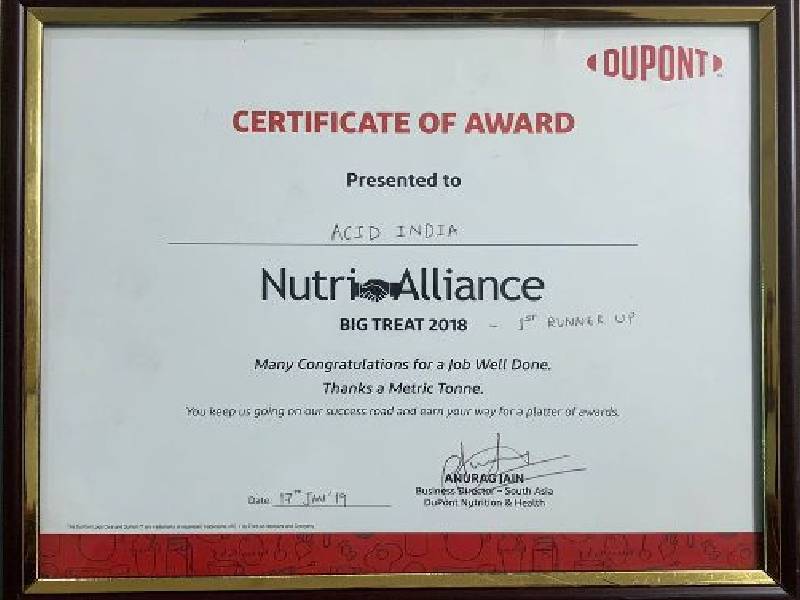 DUPONT
CERTIFICATE OF AWARD
Presented to
ACID INDIA
Nutri Alliance
BIG TREAT 2018 - 1ST RUNNER UP
Many Congratulations for a Job Well Done.
Thanks a Metric Tonne.
You keep us going on our success road and earn your way for a platter of awards.
ANURAG JAIN
Business Director - South Asia
DuPont Nutrition & Health
Date: 17TH JAN'19